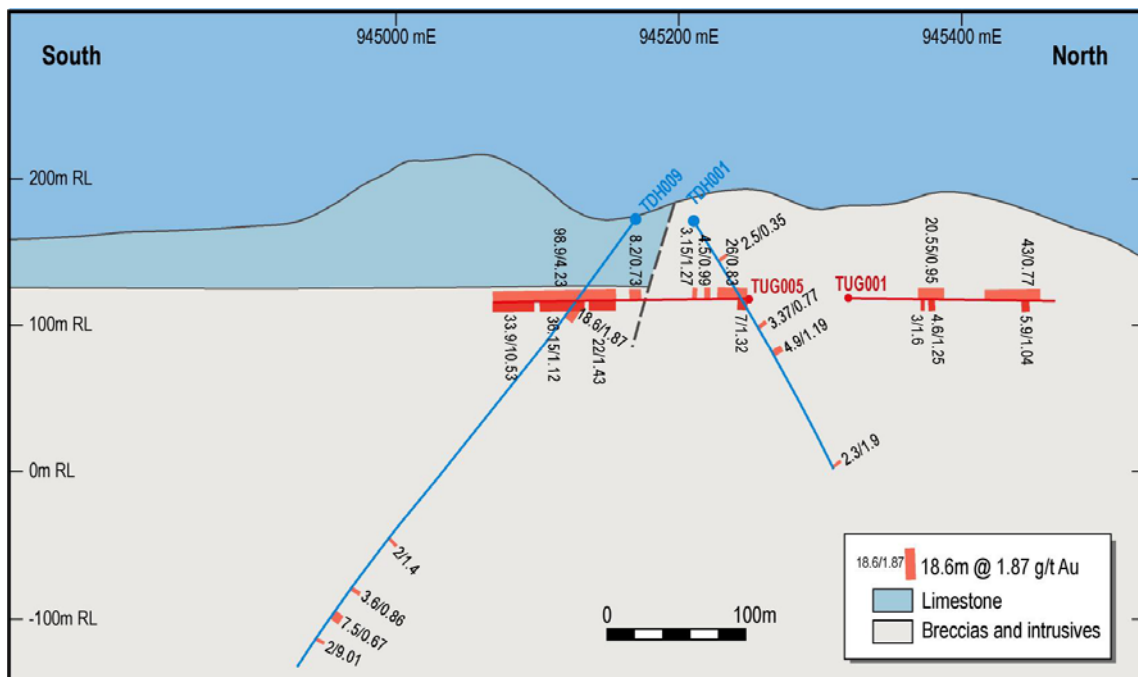 945000 mE
945200 mE
945400 mE
South
North
200m RL
100m RL
0m RL
-100m RL
TDH009
TDH001
98.9/4.23
8.2/0.73
3.15/1.27
4.5/0.99
26/0.83
2.5/0.35
TUG005
TUG001
20.55/0.95
43/0.77
33.9/10.53
36.15/1.12
18.6/1.87
22/1.43
7/1.32
3.37/0.77
4.9/1.19
3/1.6
4.6/1.25
5.9/1.04
2.3/1.9
2/1.4
3.6/0.86
7.5/0.67
2/9.01
0 100m
18.6/1.87 18.6m @ 1.87 g/t Au
Limestone
Breccias and intrusives